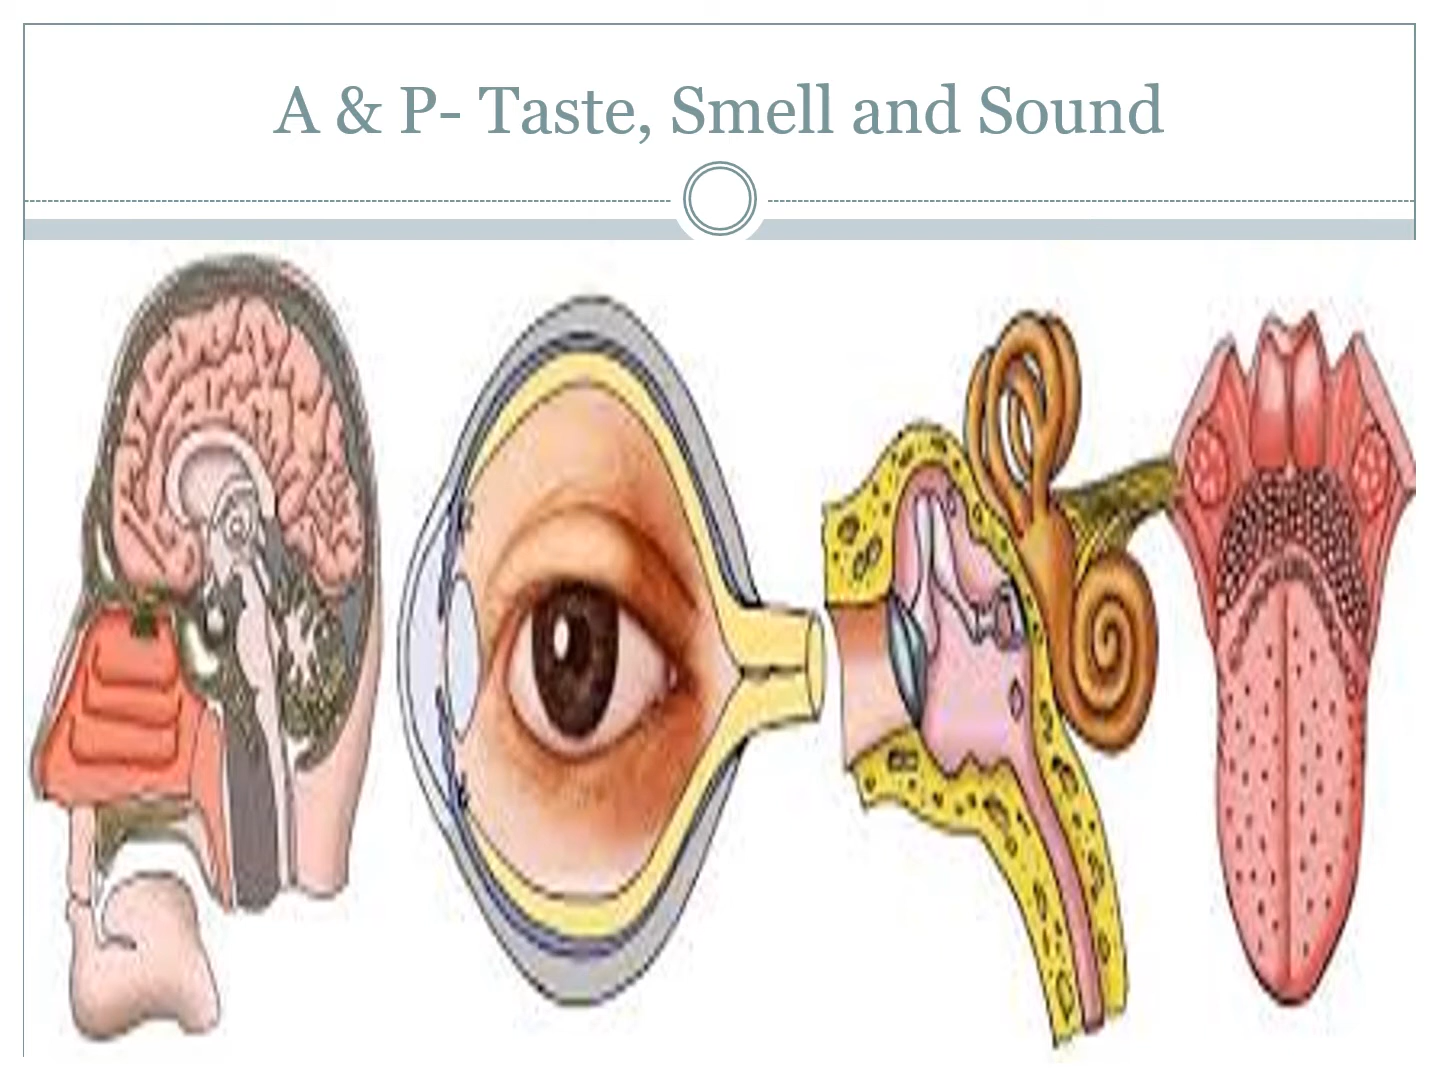 A & P- Taste, Smell and Sound